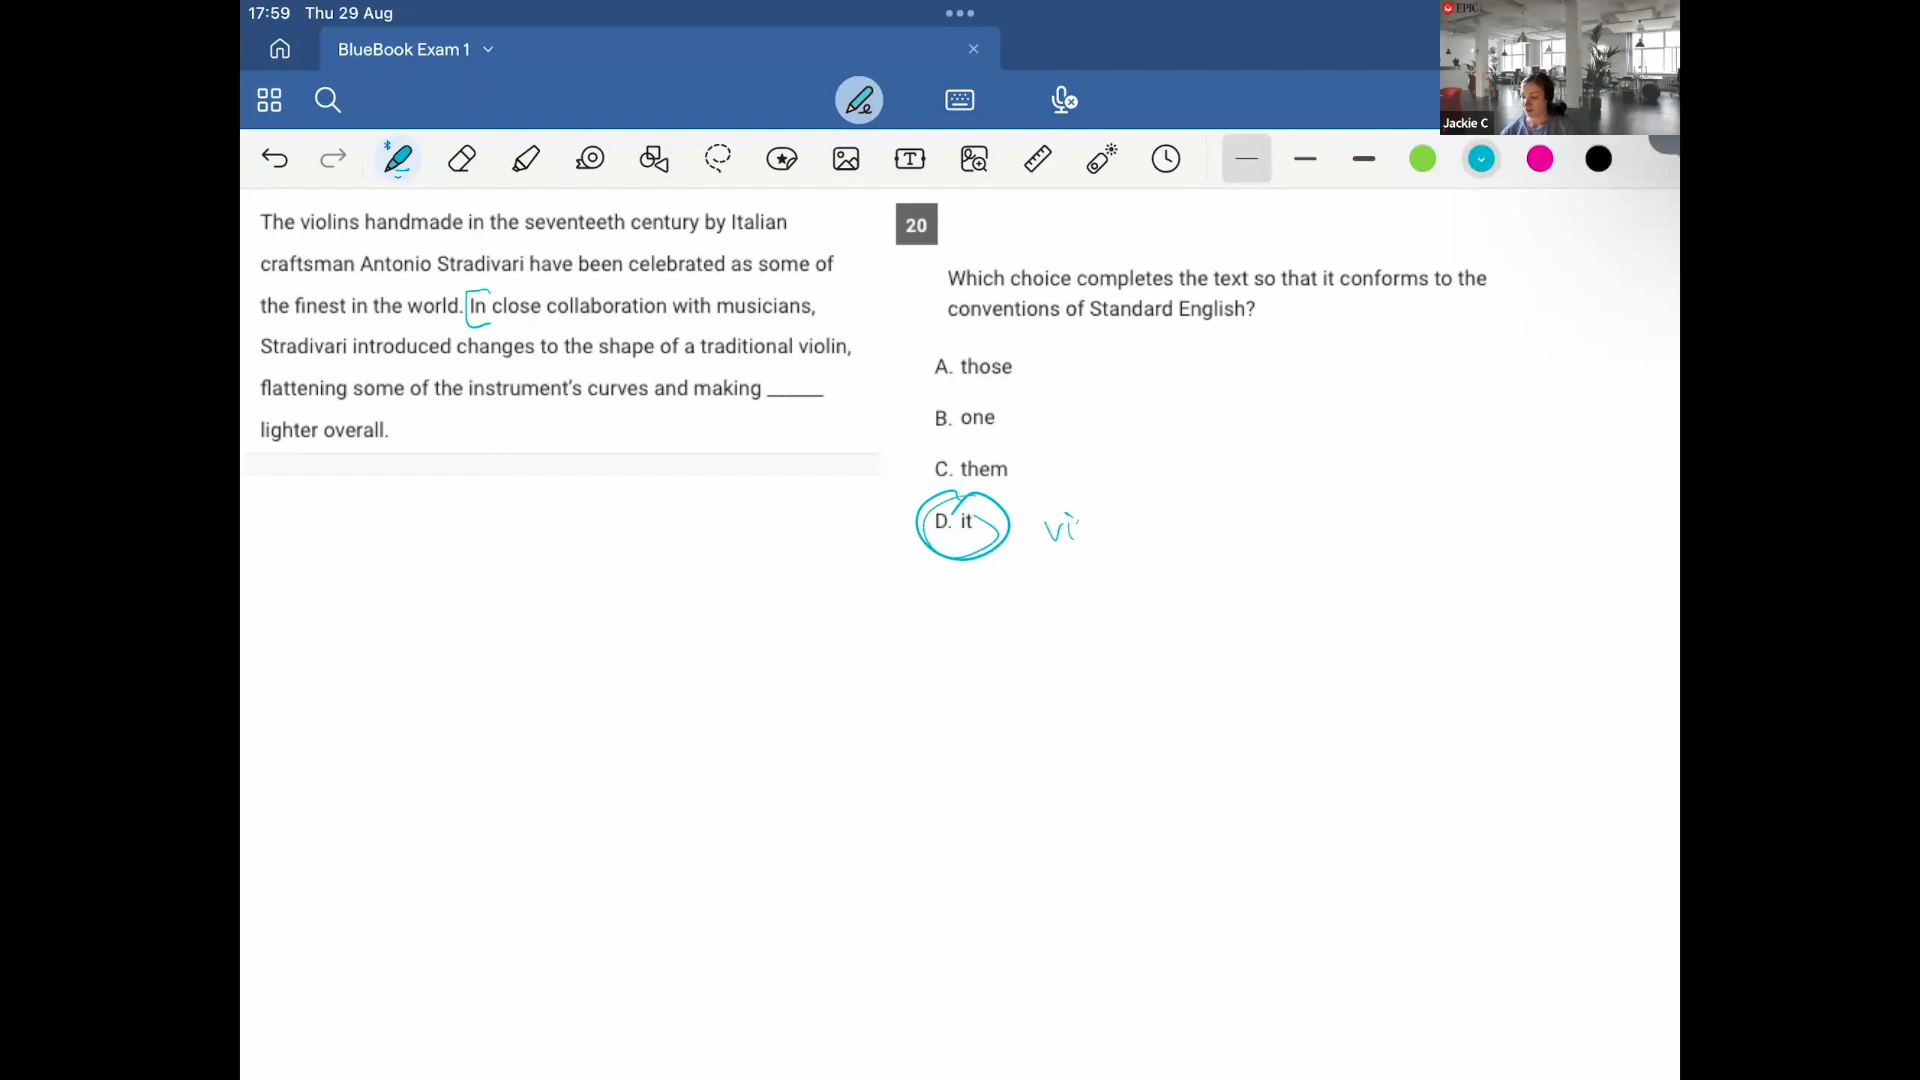 17:59 Thu 29 Aug
BlueBook Exam 1
EPIC
Jackie C
The violins handmade in the seventeeth century by Italian
craftsman Antonio Stradivari have been celebrated as some of
the finest in the world. In close collaboration with musicians,
Stradivari introduced changes to the shape of a traditional violin,
flattening some of the instrument's curves and making ______
lighter overall.
20
Which choice completes the text so that it conforms to the
conventions of Standard English?
A. those
B. one
C. them
D. it vi